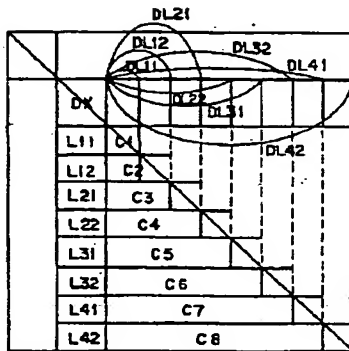 DL21
DL12 DL32
DL11 DL41
DX DL22 DL31
DL42
L11 C1
L12 C2
L21 C3
L22 C4
L31 C5
L32 C6
L41 C7
L42 C8